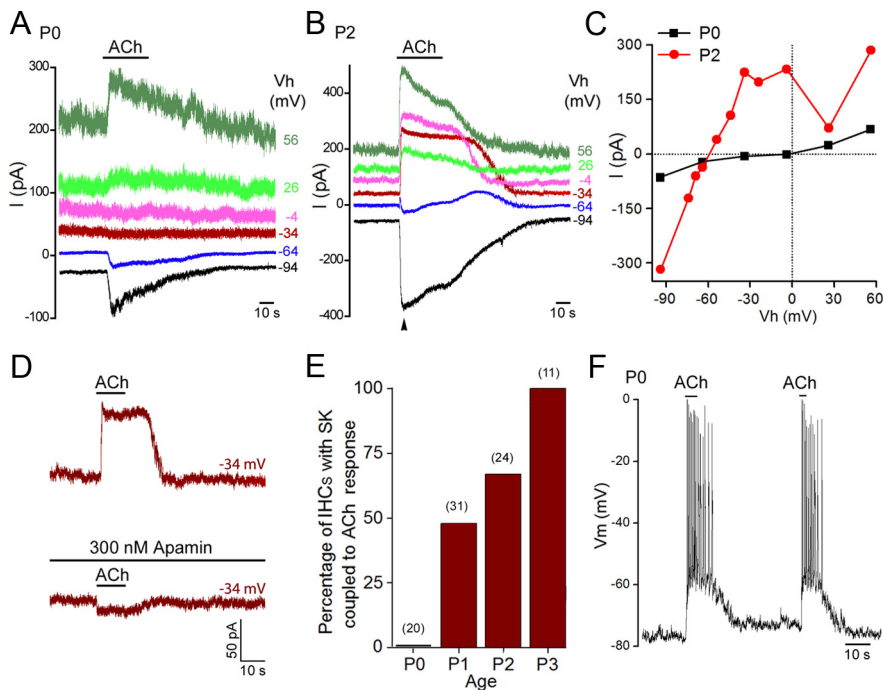 A P0
ACh
Vh
(mV)
300
200
100
0
-100
I (pA)
56
26
-4
-34
-64
-94
10 s
B P2
ACh
Vh
(mV)
400
200
0
-200
-400
I (pA)
56
26
-4
-34
-64
-94
10 s
C
P0
P2
300
150
0
-150
-300
I (pA)
-90 -60 -30 0 30 60
Vh (mV)
D
ACh
-34 mV
300 nM Apamin
ACh
-34 mV
50 pA
10 s
E
Percentage of IHCs with SK
coupled to ACh response
100
75
50
25
0
(20)
(31)
(24)
(11)
P0 P1 P2 P3
Age
F
P0
ACh ACh
0
-20
-40
-60
-80
Vm (mV)
10 s